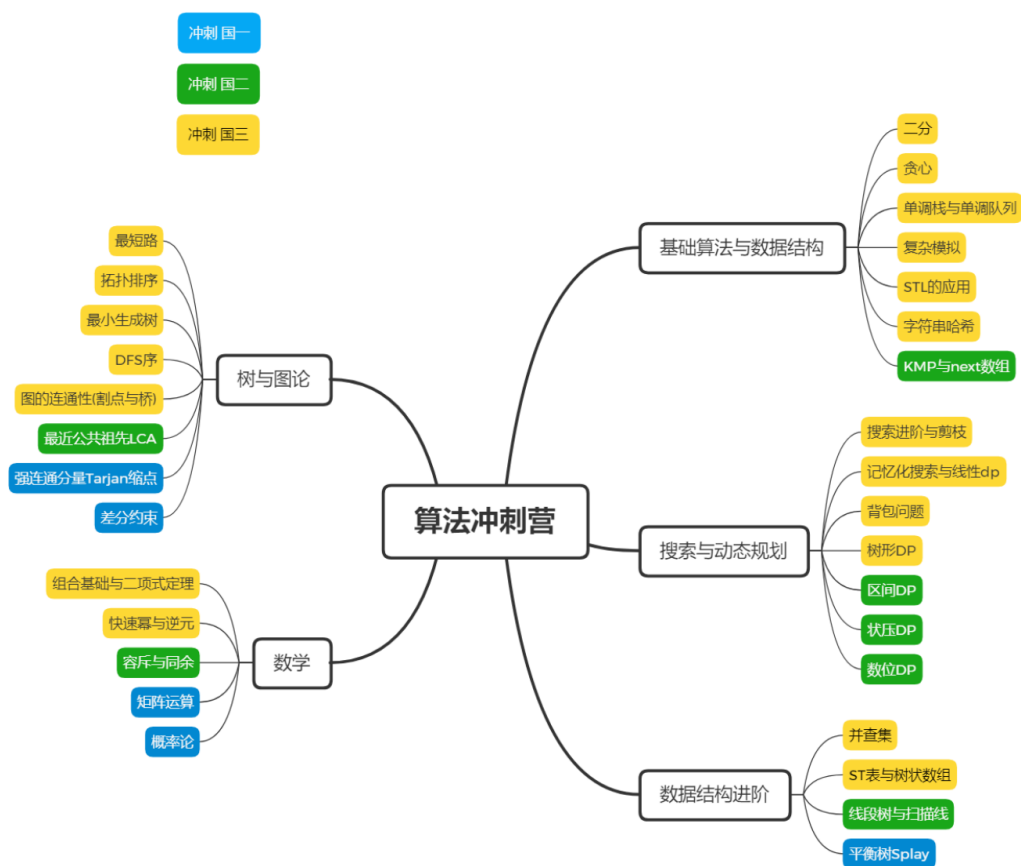 冲刺 国一
冲刺 国二
冲刺 国三
算法冲刺营
基础算法与数据结构
二分
贪心
单调栈与单调队列
复杂模拟
STL的应用
字符串哈希
KMP与next数组
搜索与动态规划
搜索进阶与剪枝
记忆化搜索与线性dp
背包问题
树形DP
区间DP
状压DP
数位DP
数据结构进阶
并查集
ST表与树状数组
线段树与扫描线
平衡树Splay
树与图论
最短路
拓扑排序
最小生成树
DFS序
图的连通性(割点与桥)
最近公共祖先LCA
强连通分量Tarjan缩点
差分约束
数学
组合基础与二项式定理
快速幂与逆元
容斥与同余
矩阵运算
概率论